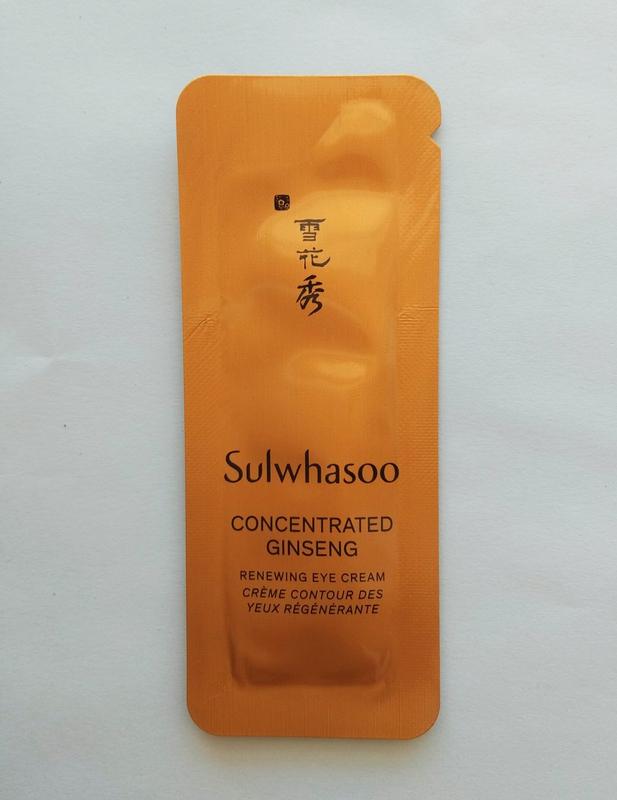 雪
花
秀
Sulwhasoo
CONCENTRATED
GINSENG
RENEWING EYE CREAM
CRÈME CONTOUR DES
YEUX RÉGÉNÉRANTE